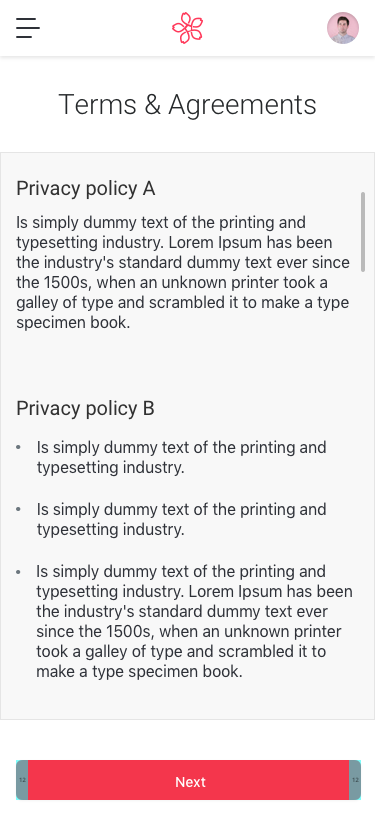 Terms & Agreements
Privacy policy A
Is simply dummy text of the printing and
typesetting industry. Lorem Ipsum has been
the industry's standard dummy text ever since
the 1500s, when an unknown printer took a
galley of type and scrambled it to make a type
specimen book.
Privacy policy B
• Is simply dummy text of the printing and
typesetting industry.
• Is simply dummy text of the printing and
typesetting industry.
• Is simply dummy text of the printing and
typesetting industry. Lorem Ipsum has been
the industry's standard dummy text ever
since the 1500s, when an unknown printer
took a galley of type and scrambled it to
make a type specimen book.
12 Next 12